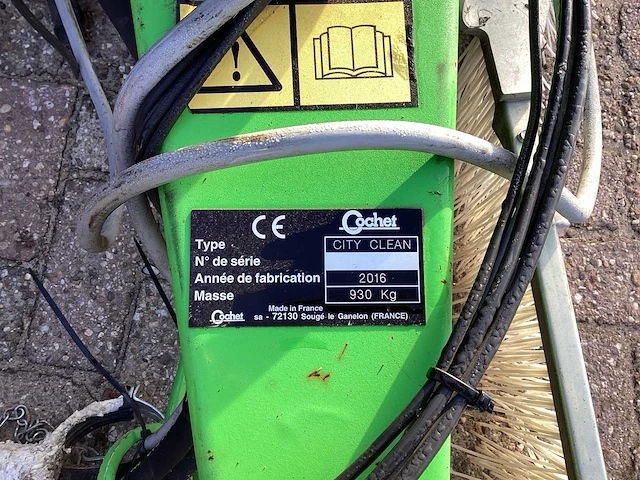 CE Cochet
Type CITY CLEAN
N° de série
Année de fabrication 2016
Masse 930 Kg
Made in France
Cochet sa - 72130 Sougé le Ganelon (FRANCE)